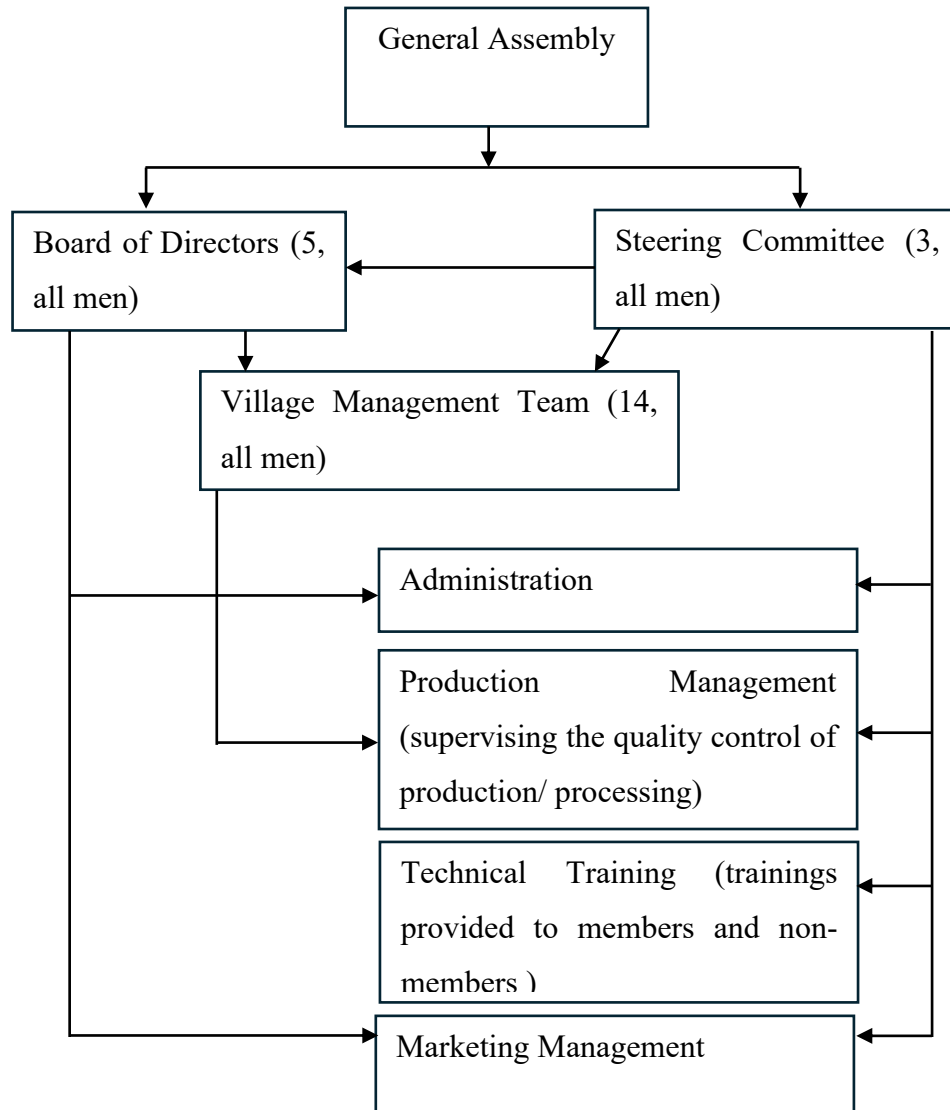 General Assembly
Board of Directors (5,
all men)
Steering Committee (3,
all men)
Village Management Team (14,
all men)
Administration
Production Management
(supervising the quality control of
production/ processing)
Technical Training (trainings
provided to members and non-
members )
Marketing Management